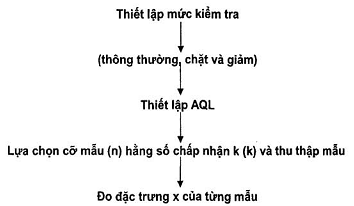 Thiết lập mức kiểm tra
(thông thường, chặt và giảm)
Thiết lập AQL
Lựa chọn cỡ mẫu (n) hằng số chấp nhận k (k) và thu thập mẫu
Đo đặc trưng x của từng mẫu